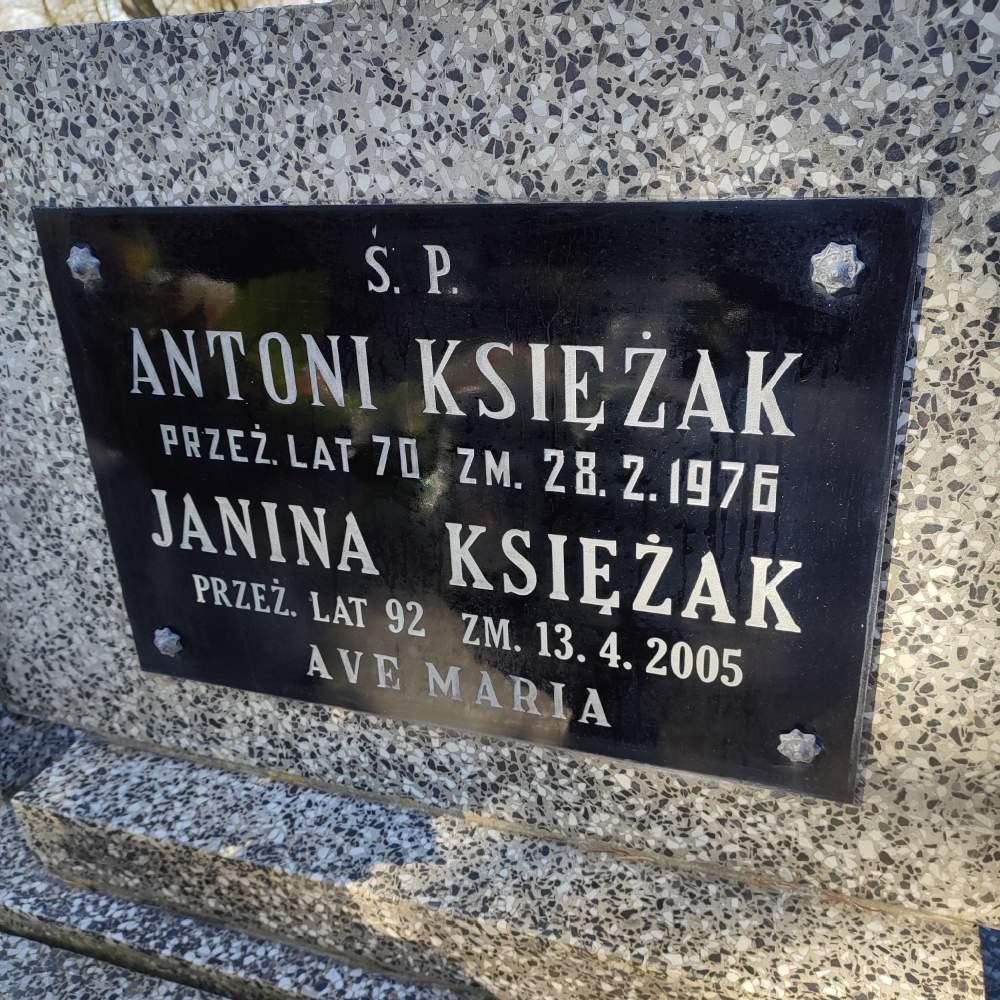 Ś. P.
ANTONI KSIĘŻAK
PRZEŻ. LAT 70 ZM. 28. 2. 1976
JANINA KSIĘŻAK
PRZEŻ. LAT 92 ZM. 13. 4. 2005
AVE MARIA